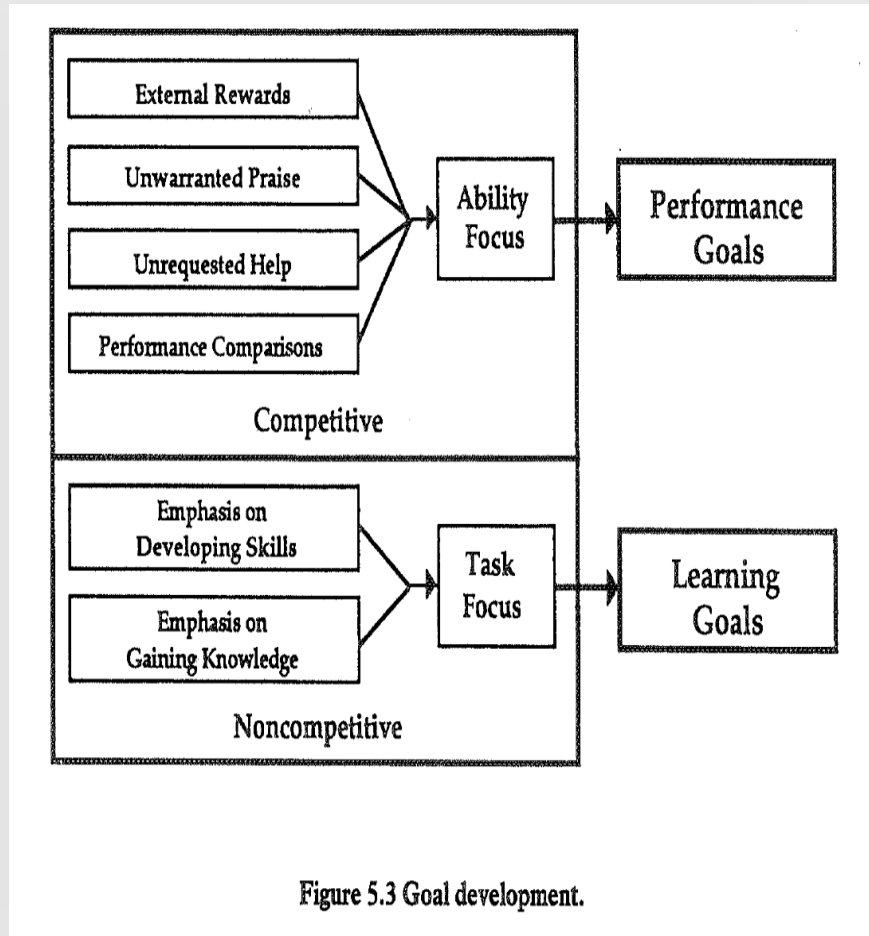 External Rewards
Unwarranted Praise
Unrequested Help
Performance Comparisons
Ability
Focus
Performance
Goals
Competitive
Emphasis on
Developing Skills
Emphasis on
Gaining Knowledge
Task
Focus
Learning
Goals
Noncompetitive
Figure 5.3 Goal development.